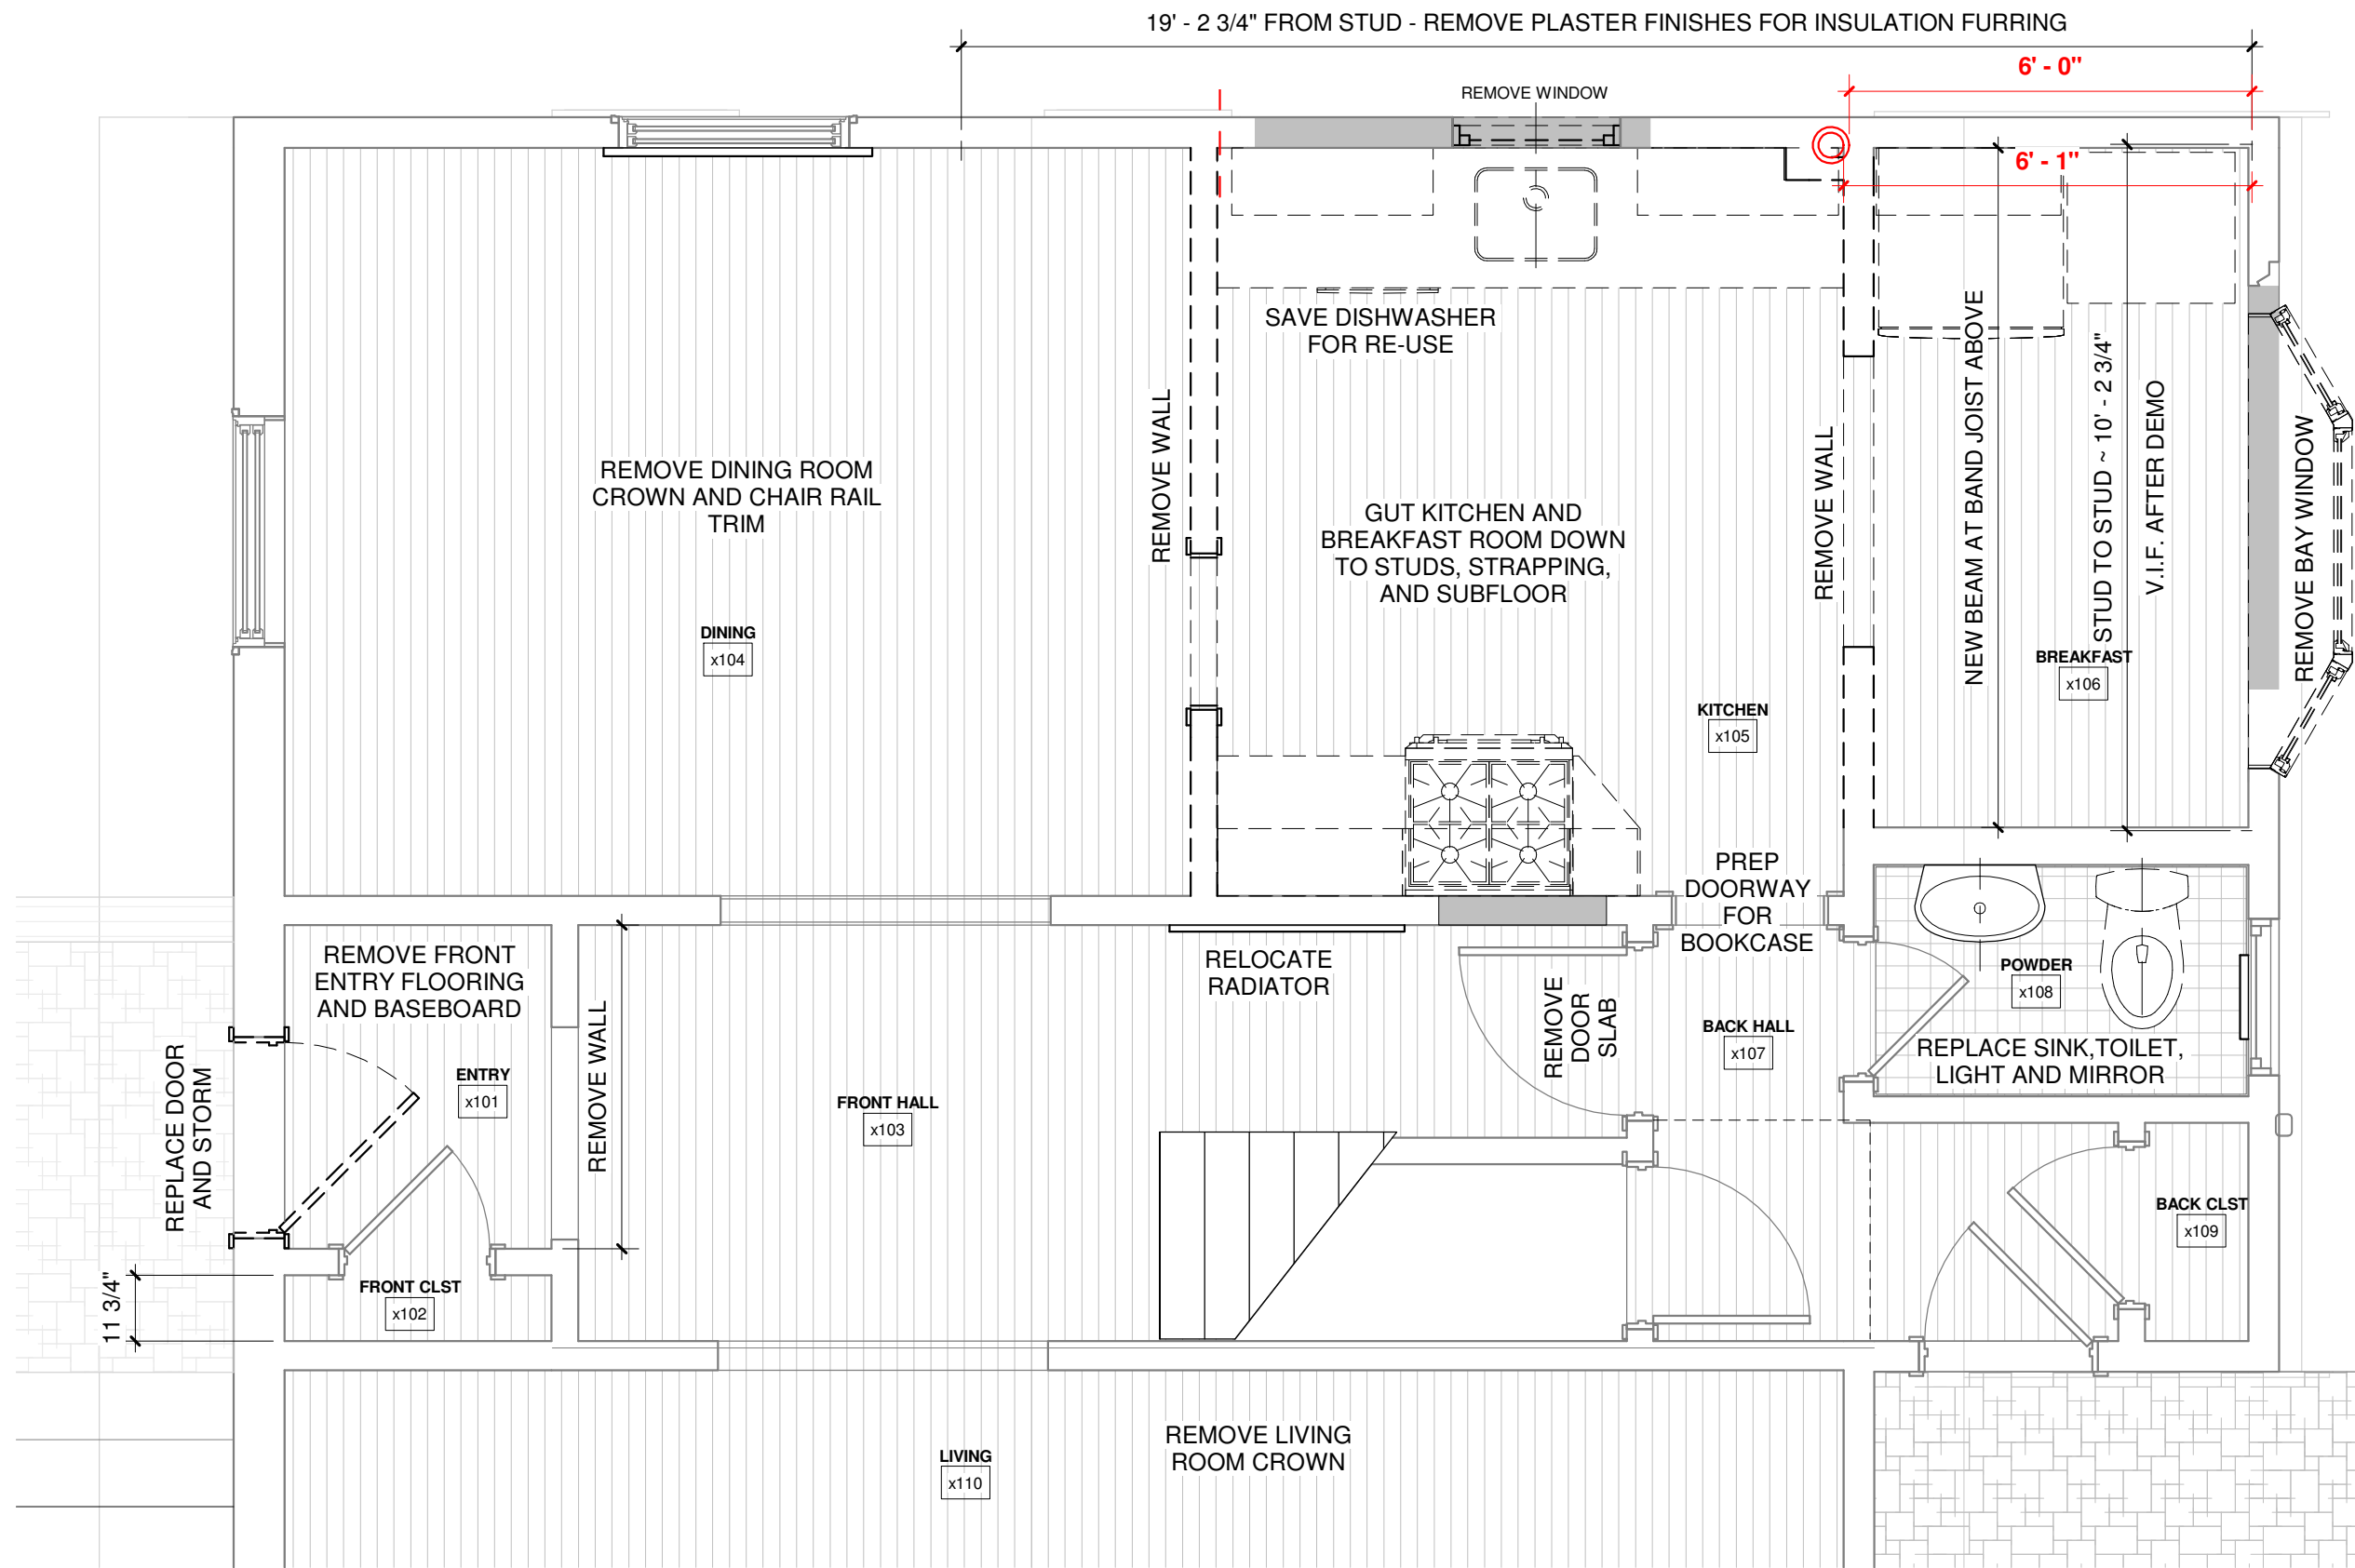 19' - 2 3/4" FROM STUD - REMOVE PLASTER FINISHES FOR INSULATION FURRING
6' - 0"
REMOVE WINDOW
6' - 1"
SAVE DISHWASHER
FOR RE-USE
REMOVE DINING ROOM
CROWN AND CHAIR RAIL
TRIM
DINING
x104
REMOVE WALL
GUT KITCHEN AND
BREAKFAST ROOM DOWN
TO STUDS, STRAPPING,
AND SUBFLOOR
KITCHEN
x105
REMOVE WALL
NEW BEAM AT BAND JOIST ABOVE
STUD TO STUD ~ 10' - 2 3/4"
V.I.F. AFTER DEMO
BREAKFAST
x106
REMOVE BAY WINDOW
PREP
DOORWAY
FOR
BOOKCASE
REMOVE FRONT
ENTRY FLOORING
AND BASEBOARD
REPLACE DOOR
AND STORM
ENTRY
x101
REMOVE WALL
FRONT HALL
x103
RELOCATE
RADIATOR
REMOVE
DOOR
SLAB
BACK HALL
x107
POWDER
x108
REPLACE SINK,TOILET,
LIGHT AND MIRROR
BACK CLST
x109
11 3/4"
FRONT CLST
x102
LIVING
x110
REMOVE LIVING
ROOM CROWN